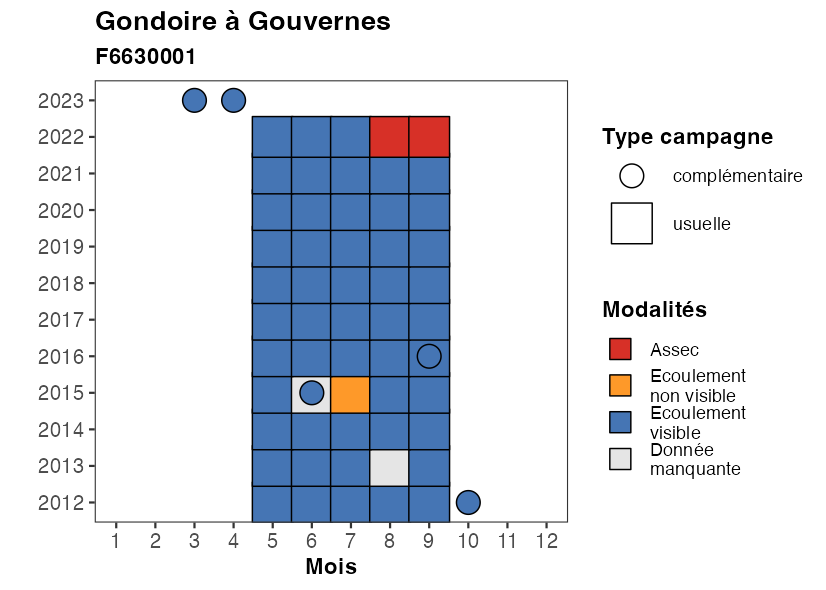 Gondoire à Gouvernes
F6630001
2023
2022
2021
2020
2019
2018
2017
2016
2015
2014
2013
2012
1 2 3 4 5 6 7 8 9 10 11 12
Mois
Type campagne
complémentaire
usuelle
Modalités
Assec
Ecoulement
non visible
Ecoulement
visible
Donnée
manquante